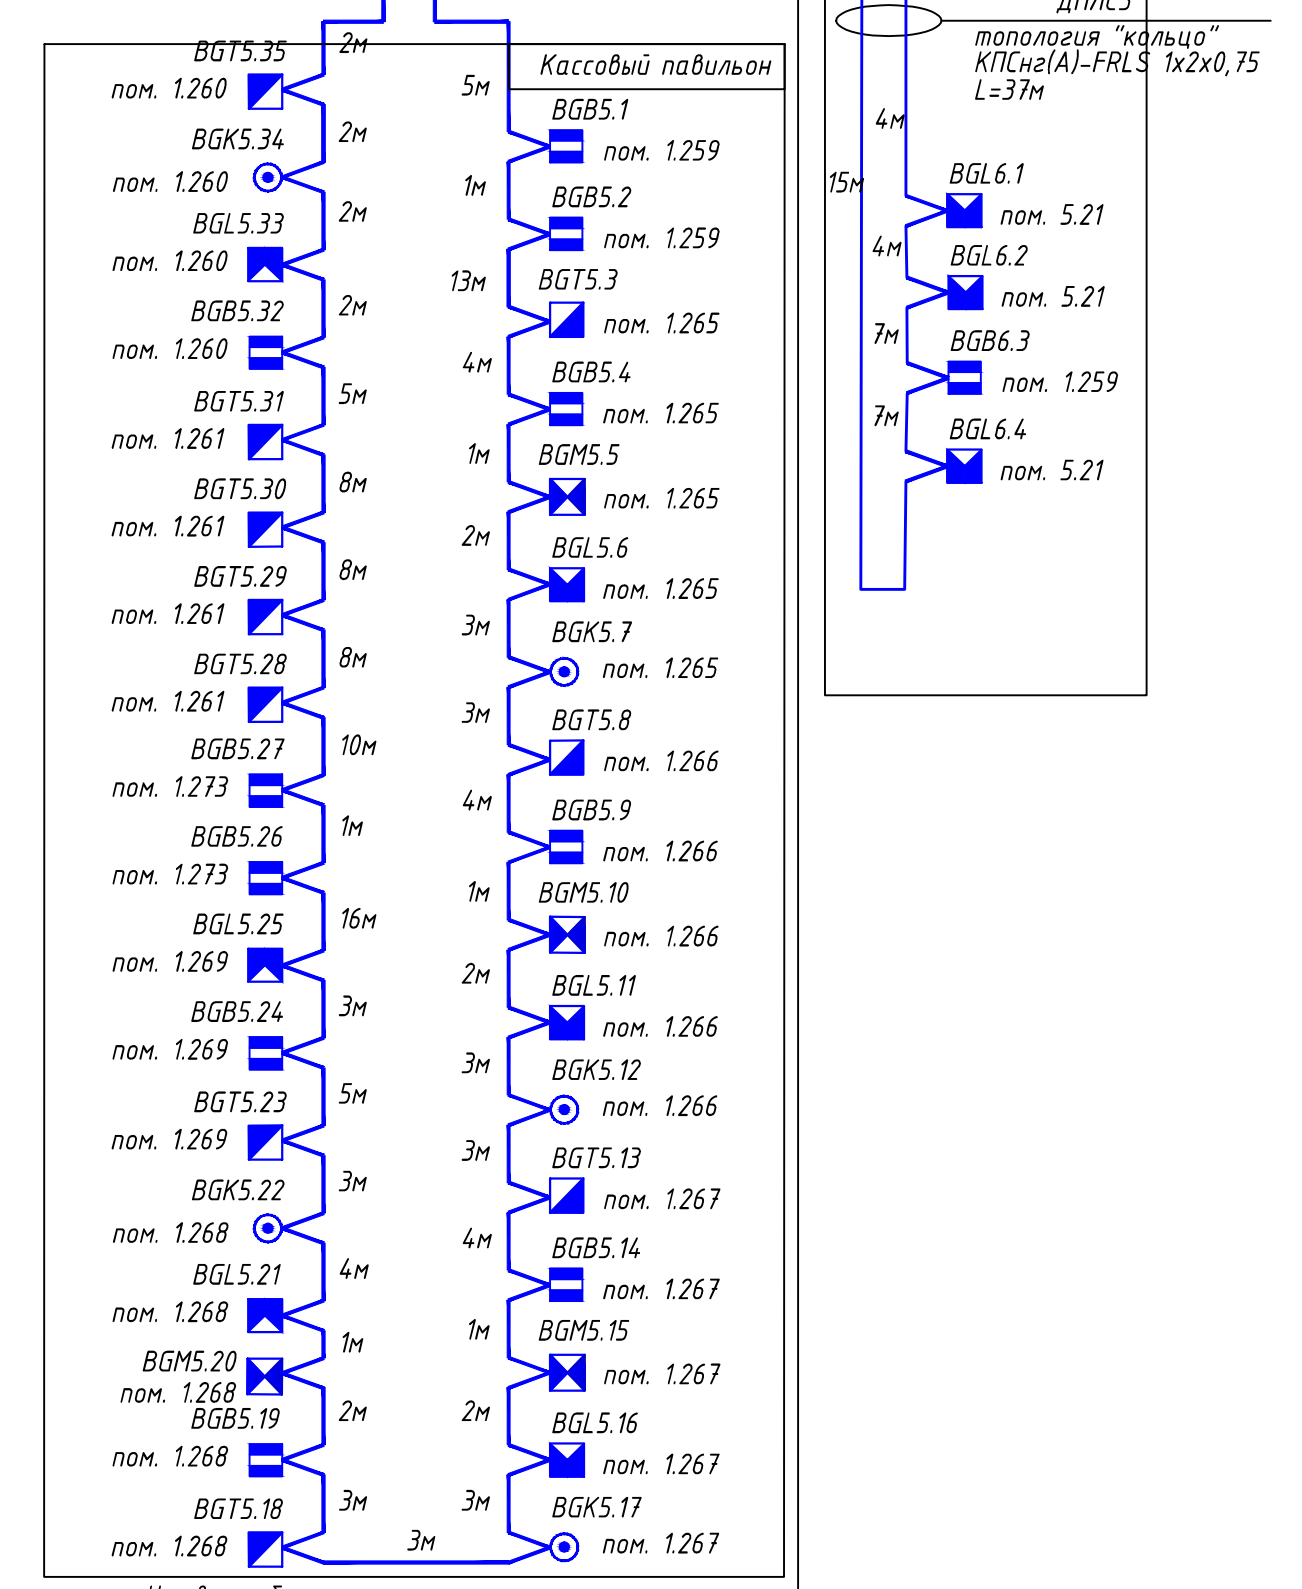 2м
BGT5.35
пом. 1.260
2м
BGK5.34
пом. 1.260
2м
BGL5.33
пом. 1.260
2м
BGB5.32
пом. 1.260
5м
BGT5.31
пом. 1.261
8м
BGT5.30
пом. 1.261
8м
BGT5.29
пом. 1.261
8м
BGT5.28
пом. 1.261
10м
BGB5.27
пом. 1.273
1м
BGB5.26
пом. 1.273
16м
BGL5.25
пом. 1.269
3м
BGB5.24
пом. 1.269
5м
BGT5.23
пом. 1.269
3м
BGK5.22
пом. 1.268
4м
BGL5.21
пом. 1.268
1м
BGM5.20
пом. 1.268
2м
BGB5.19
пом. 1.268
3м
BGT5.18
пом. 1.268
3м
Кассовый павильон
5м
BGB5.1
пом. 1.259
1м
BGB5.2
пом. 1.259
13м
BGT5.3
пом. 1.265
4м
BGB5.4
пом. 1.265
1м
BGM5.5
пом. 1.265
2м
BGL5.6
пом. 1.265
3м
BGK5.7
пом. 1.265
3м
BGT5.8
пом. 1.266
4м
BGB5.9
пом. 1.266
1м
BGM5.10
пом. 1.266
2м
BGL5.11
пом. 1.266
3м
BGK5.12
пом. 1.266
3м
BGT5.13
пом. 1.267
4м
BGB5.14
пом. 1.267
1м
BGM5.15
пом. 1.267
2м
BGL5.16
пом. 1.267
3м
BGK5.17
пом. 1.267
топология "кольцо"
КПСнг(А)-FRLS 1x2x0,75
L=37м
4м
15м
BGL6.1
пом. 5.21
4м
BGL6.2
пом. 5.21
7м
BGB6.3
пом. 1.259
7м
BGL6.4
пом. 5.21